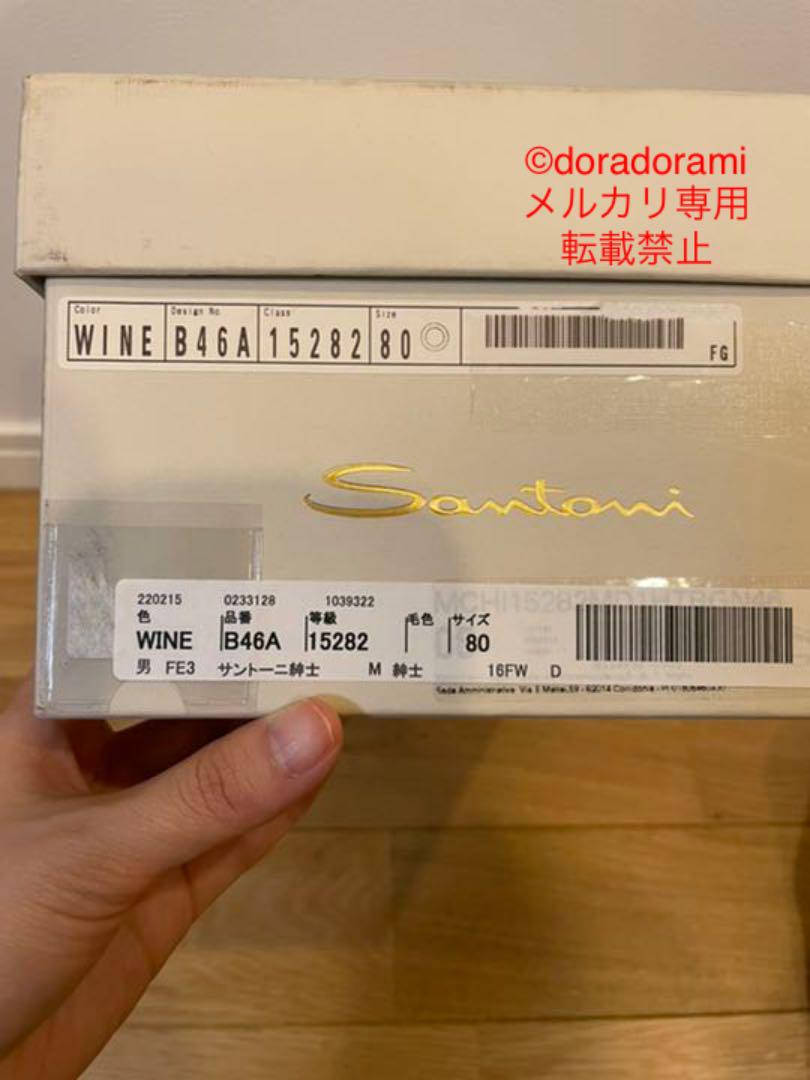 ©doradorami
メルカリ専用
転載禁止
Color Design No. Class Size
WINE B46A 15282 80
FG
Santoni
220215 0233128 1039322
色 品番 等級 毛色 サイズ
WINE B46A 15282 80
男 FE3 サントーニ紳士 M 紳士 16FW D